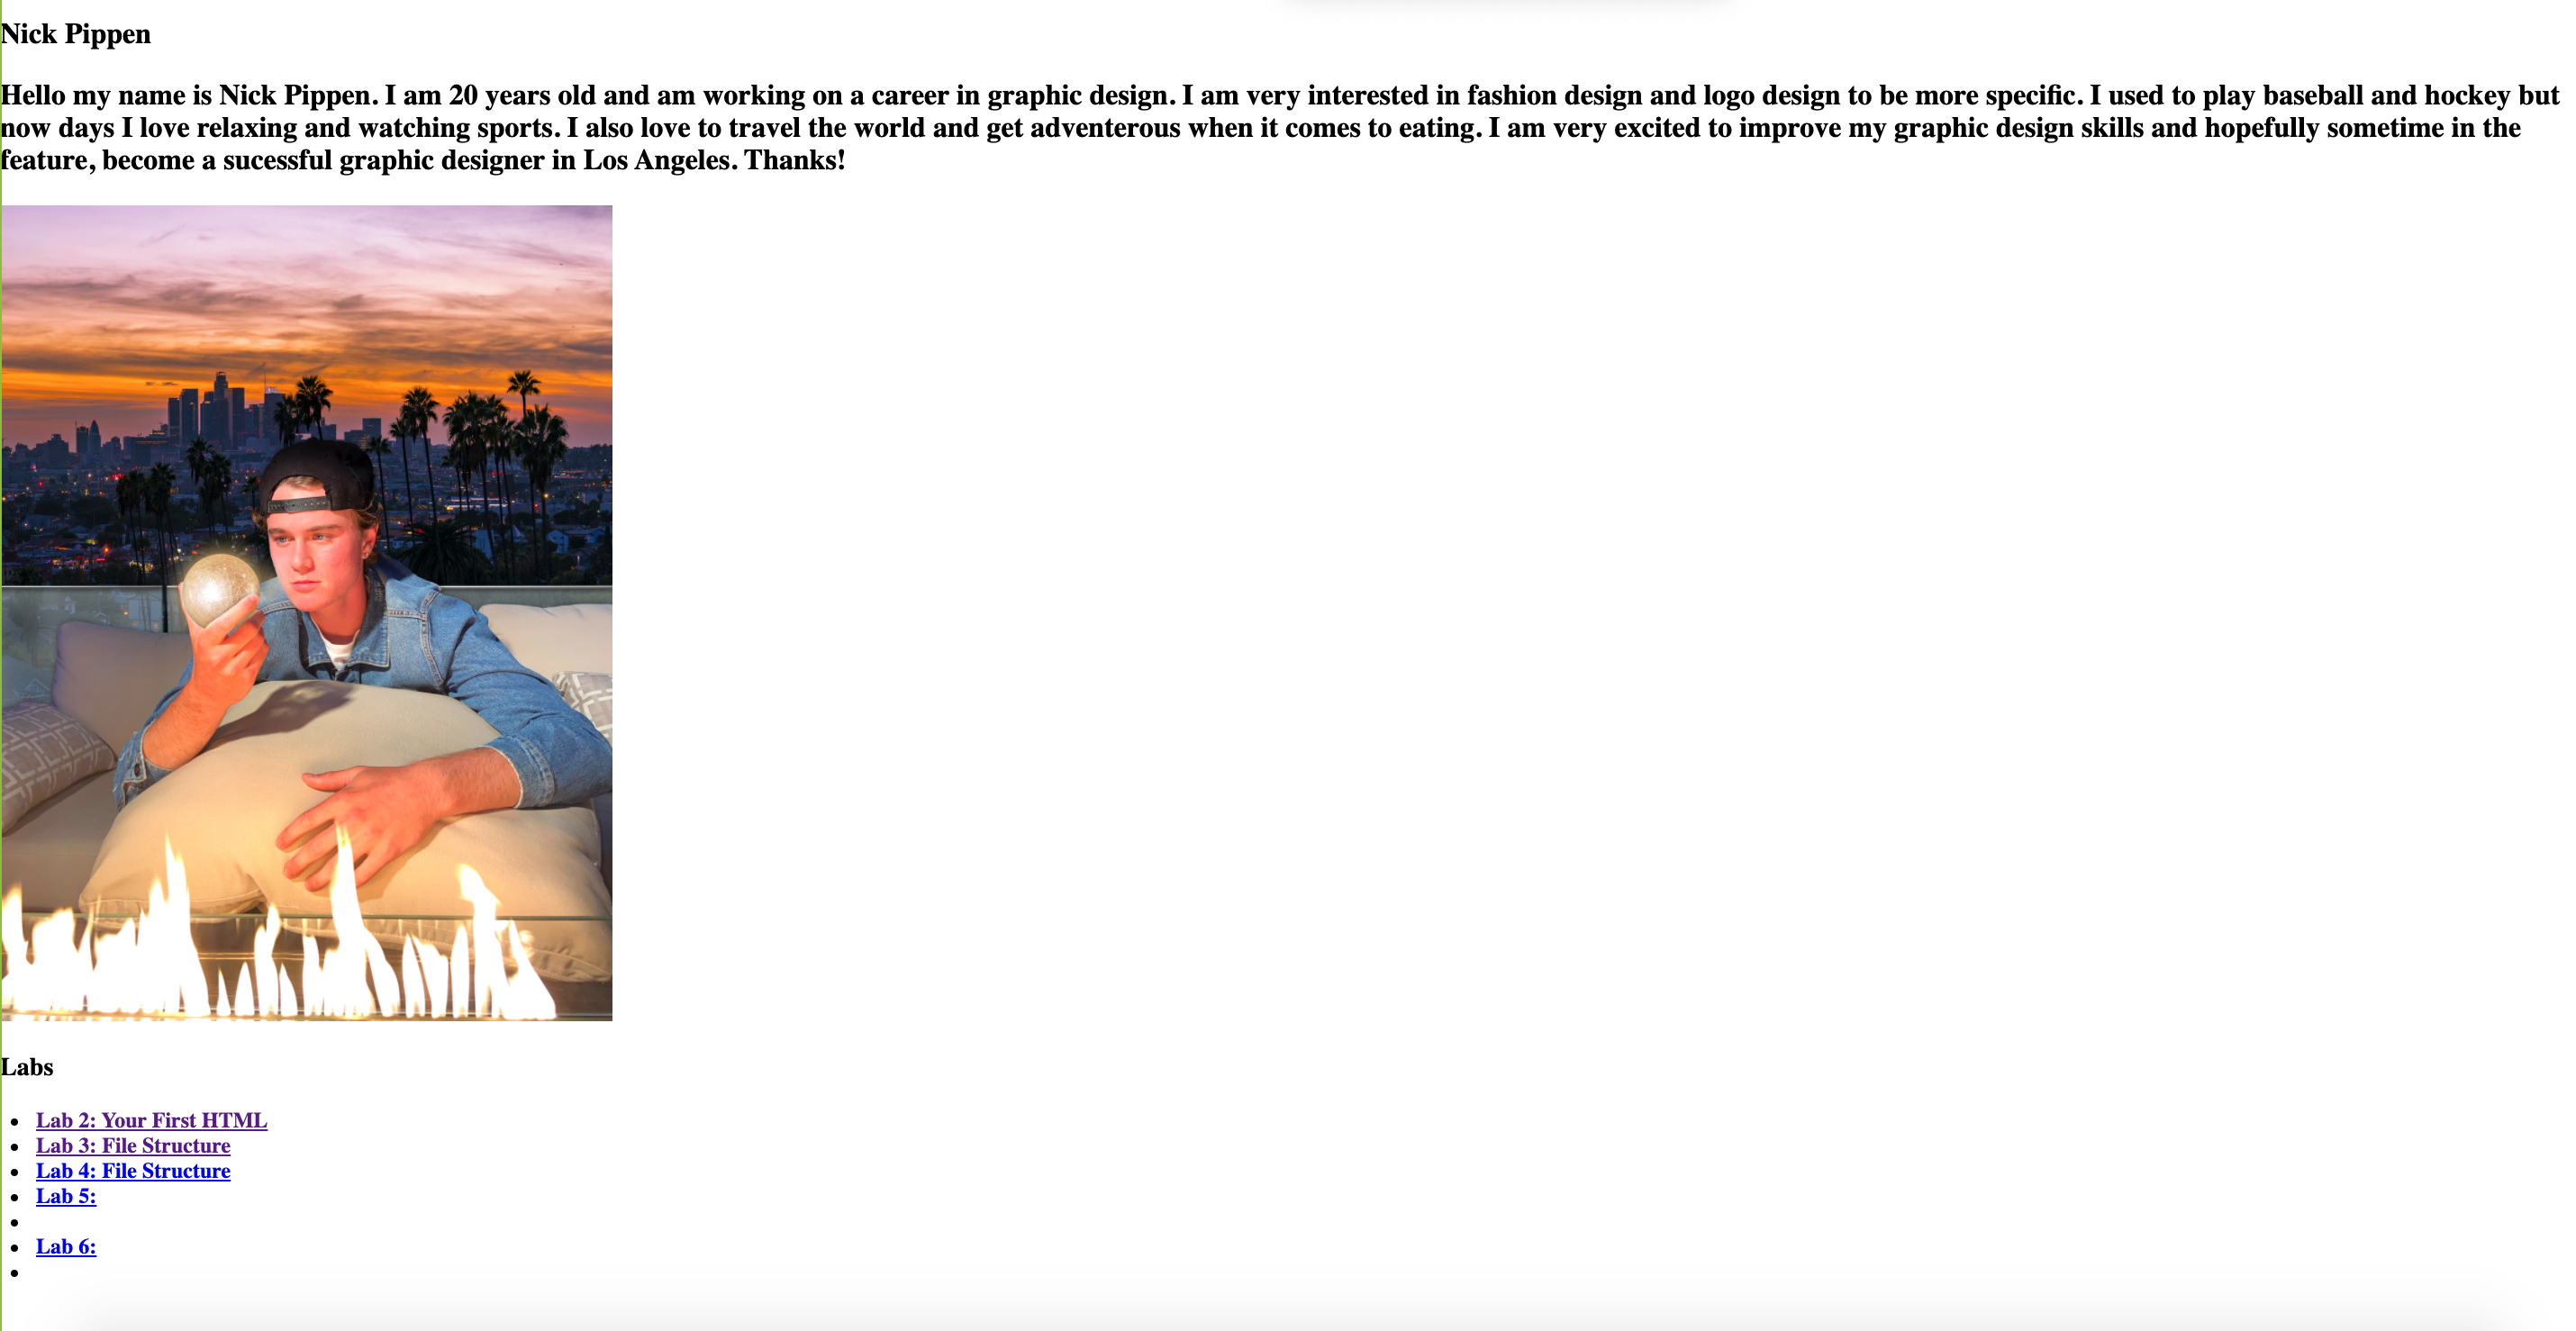 Nick Pippen
Hello my name is Nick Pippen. I am 20 years old and am working on a career in graphic design. I am very interested in fashion design and logo design to be more specific. I used to play baseball and hockey but
now days I love relaxing and watching sports. I also love to travel the world and get adventerous when it comes to eating. I am very excited to improve my graphic design skills and hopefully sometime in the
feature, become a sucessful graphic designer in Los Angeles. Thanks!
Labs
Lab 2: Your First HTML
Lab 3: File Structure
Lab 4: File Structure
Lab 5:
Lab 6: